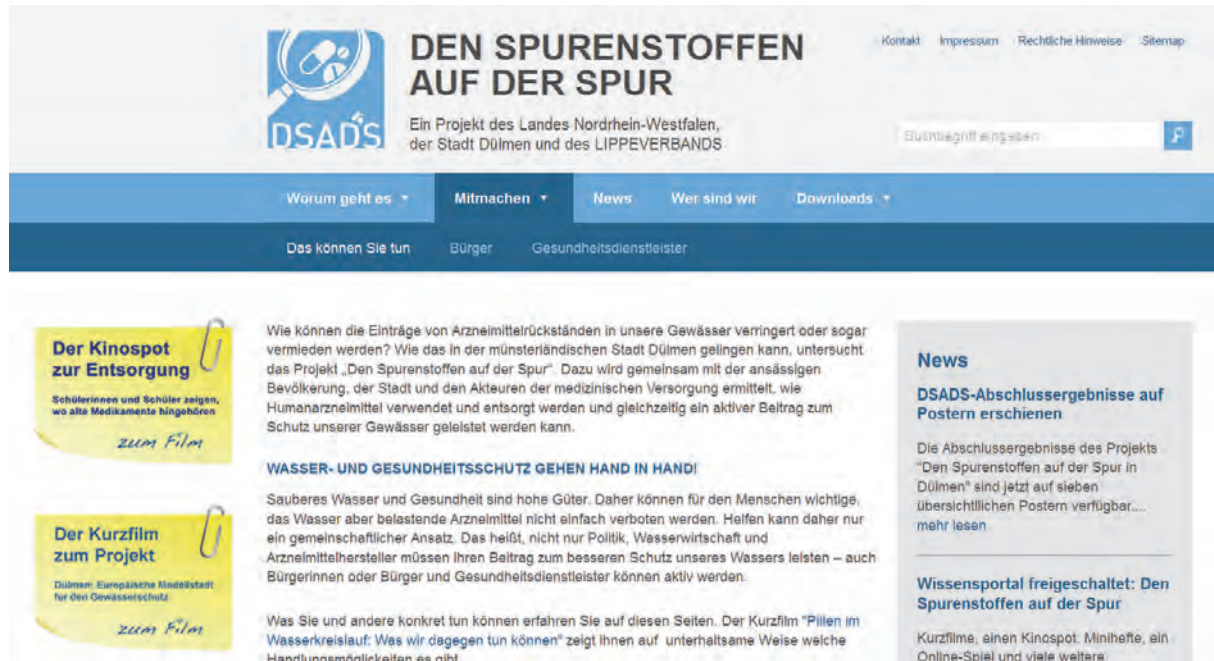 DSADS
DEN SPURENSTOFFEN
AUF DER SPUR
Ein Projekt des Landes Nordrhein-Westfalen,
der Stadt Dülmen und des LIPPEVERBANDS
Kontakt Impressum Rechtliche Hinweise Sitemap
Suchbegriff eingeben
Worum geht es Mitmachen News Wer sind wir Downloads
Das können Sie tun Bürger Gesundheitsdienstleister
Der Kinospot
zur Entsorgung
Schülerinnen und Schüler zeigen,
wo alte Medikamente hingehören
zum Film
Der Kurzfilm
zum Projekt
Dülmen: Europäische Modellstadt
für den Gewässerschutz
zum Film
Wie können die Einträge von Arzneimittelrückständen in unsere Gewässer verringert oder sogar
vermieden werden? Wie das in der münsterländischen Stadt Dülmen gelingen kann, untersucht
das Projekt „Den Spurenstoffen auf der Spur“. Dazu wird gemeinsam mit der ansässigen
Bevölkerung, der Stadt und den Akteuren der medizinischen Versorgung ermittelt, wie
Humanarzneimittel verwendet und entsorgt werden und gleichzeitig ein aktiver Beitrag zum
Schutz unserer Gewässer geleistet werden kann.
WASSER- UND GESUNDHEITSSCHUTZ GEHEN HAND IN HAND!
Sauberes Wasser und Gesundheit sind hohe Güter. Daher können für den Menschen wichtige,
das Wasser aber belastende Arzneimittel nicht einfach verboten werden. Helfen kann daher nur
ein gemeinschaftlicher Ansatz. Das heißt, nicht nur Politik, Wasserwirtschaft und
Arzneimittelhersteller müssen ihren Beitrag zum besseren Schutz unseres Wassers leisten – auch
Bürgerinnen oder Bürger und Gesundheitsdienstleister können aktiv werden.
Was Sie und andere konkret tun können erfahren Sie auf diesen Seiten. Der Kurzfilm "Pillen im
Wasserkreislauf: Was wir dagegen tun können" zeigt Ihnen auf unterhaltsame Weise welche
Handlungsmöglichkeiten es gibt.
News
DSADS-Abschlussergebnisse auf
Postern erschienen
Die Abschlussergebnisse des Projekts
"Den Spurenstoffen auf der Spur in
Dülmen" sind jetzt auf sieben
übersichtlichen Postern verfügbar....
mehr lesen
Wissensportal freigeschaltet: Den
Spurenstoffen auf der Spur
Kurzfilme, einen Kinospot, Minihefte, ein
Online-Spiel und viele weitere